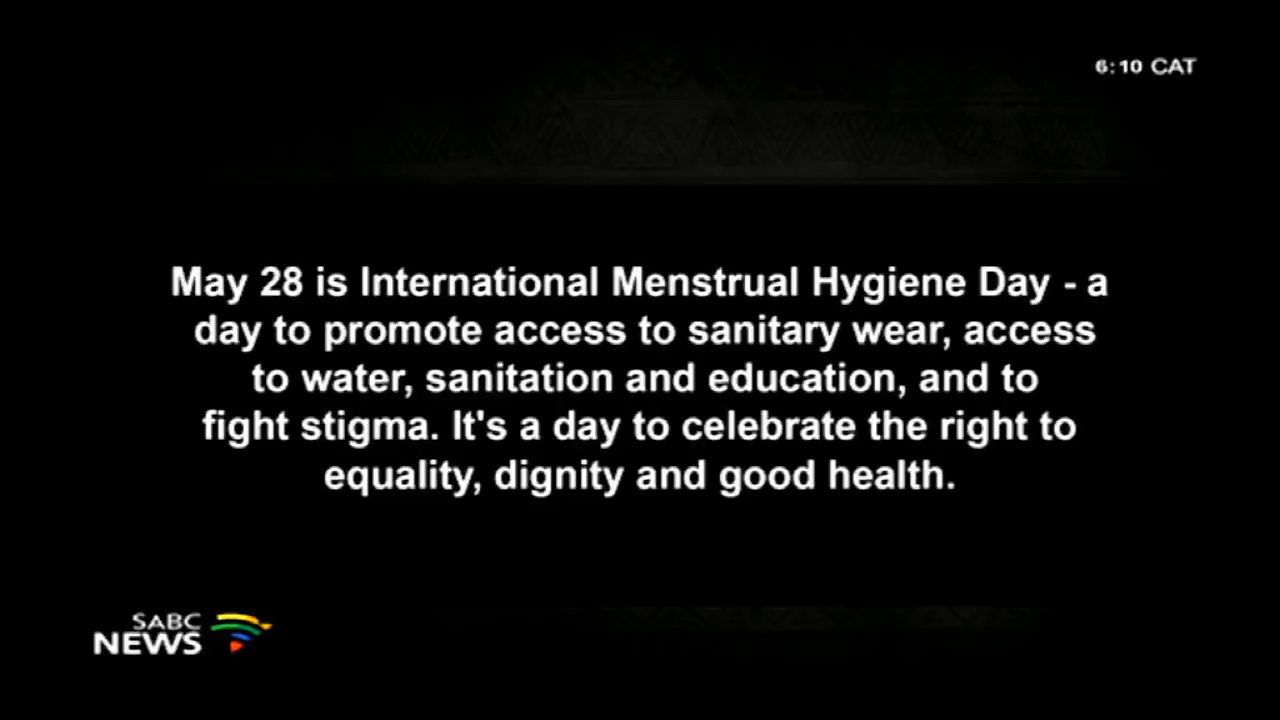 6:10 CAT
May 28 is International Menstrual Hygiene Day - a
day to promote access to sanitary wear, access
to water, sanitation and education, and to
fight stigma. It's a day to celebrate the right to
equality, dignity and good health.
SABC
NEWS